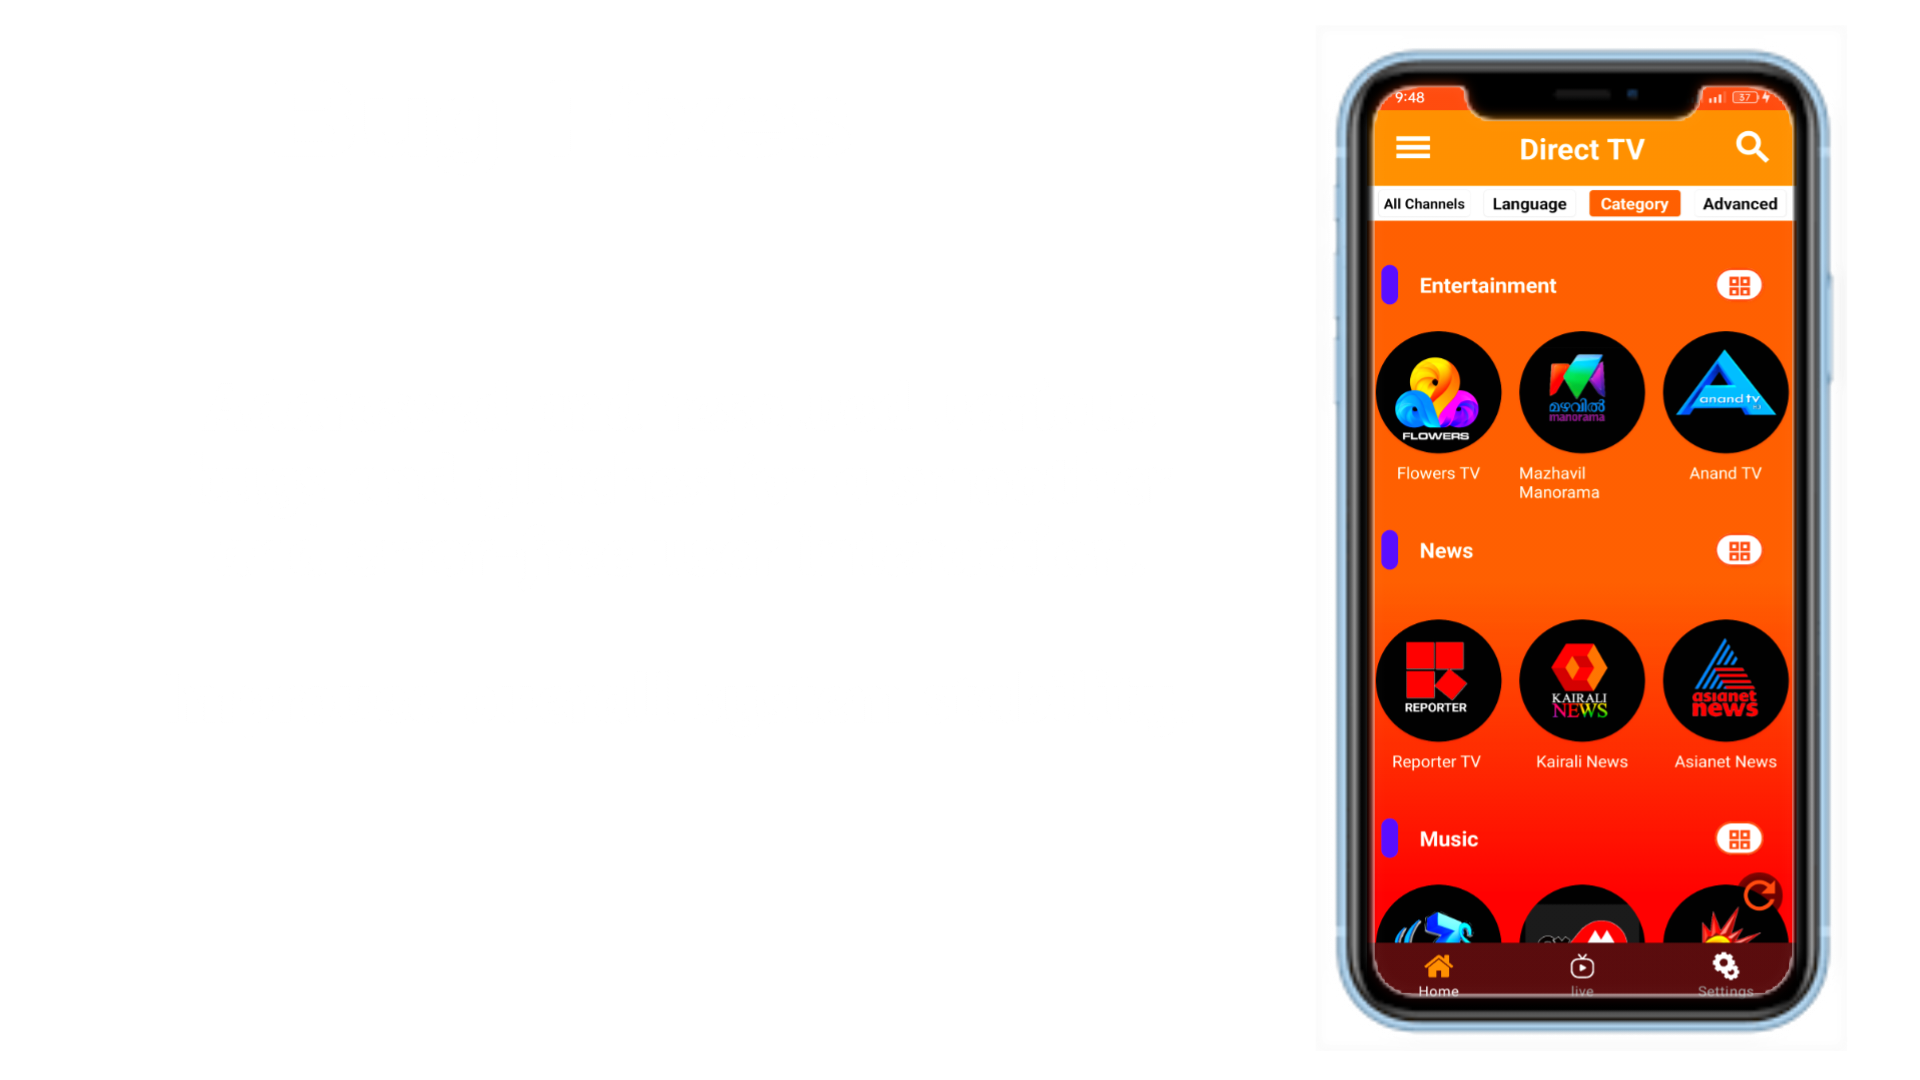 9:48
37
Direct TV
All Channels Language Category Advanced
Entertainment
FLOWERS
മഴവിൽ
manorama
anand tv
Flowers TV
Mazhavil
Manorama
Anand TV
News
REPORTER
KAIRALI
NEWS
asianet
news
Reporter TV
Kairali News
Asianet News
Music
Home
live
Settings